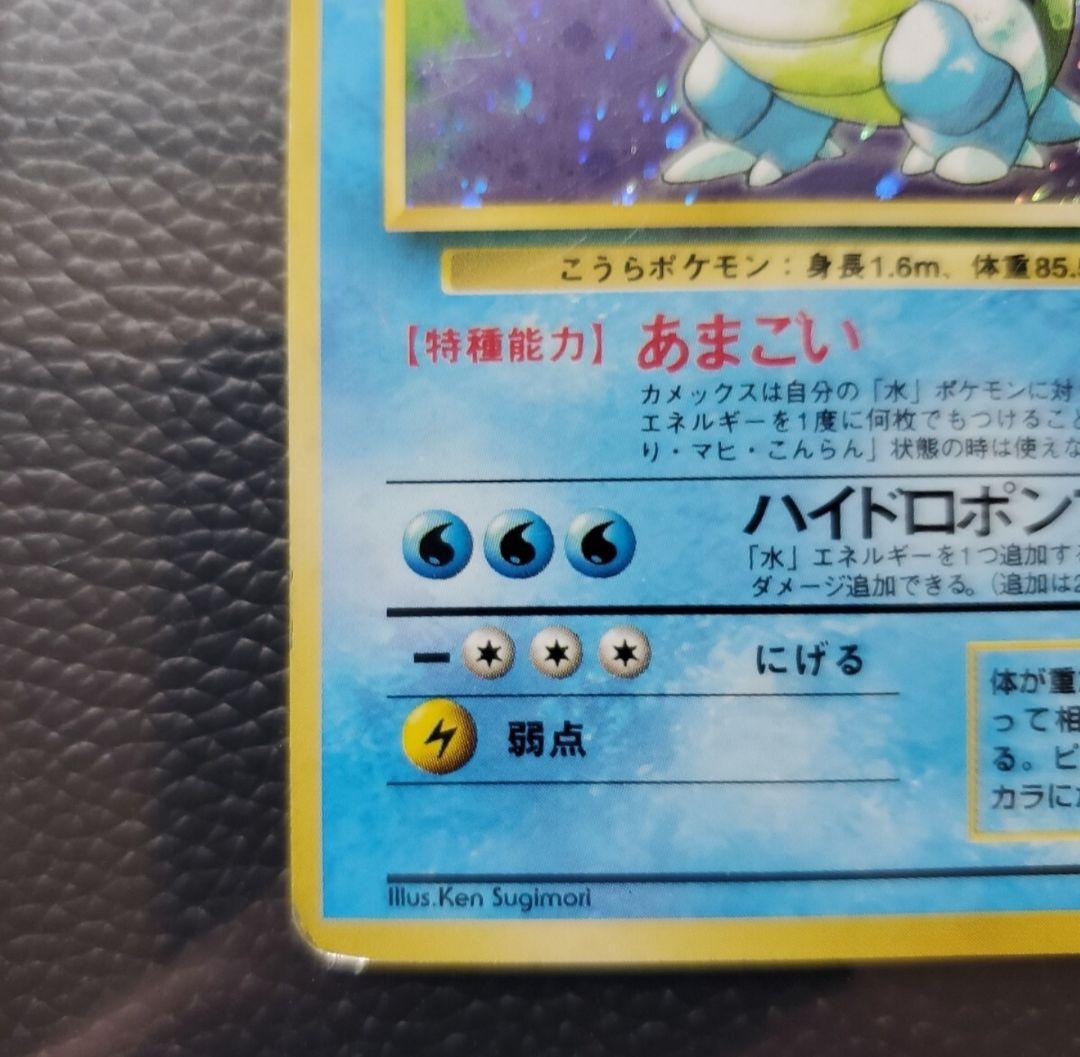 こうらポケモン：身長1.6m、体重85.5
【特種能力】 あまごい
カメックスは自分の「水」ポケモンに対
エネルギーを1度に何枚でもつけること
り・マヒ・こんらん」状態の時は使えな
ハイドロポンプ
「水」エネルギーを1つ追加す
ダメージ追加できる。（追加は2
にげる
弱点
体が重
って相
る。ピ
カラに
Illus.Ken Sugimori